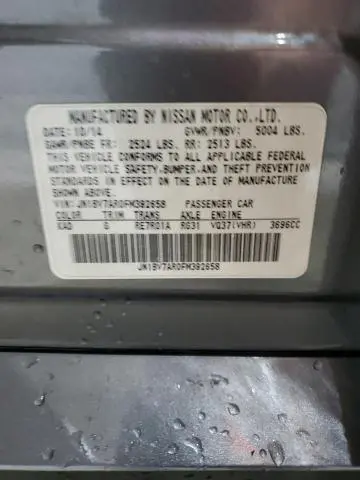 MANUFACTURED BY NISSAN MOTOR CO.,LTD.
DATE: 10/14 GVWR/PNBV: 5004 LBS.
GAWR/PNBE FR: 2524 LBS. RR: 2513 LBS.
THIS VEHICLE CONFORMS TO ALL APPLICABLE FEDERAL
MOTOR VEHICLE SAFETY,BUMPER,AND THEFT PREVENTION
STANDARDS IN EFFECT ON THE DATE OF MANUFACTURE
SHOWN ABOVE.
VIN: JN1BV7AR0FM392658 PASSENGER CAR
COLOR TRIM TRANS AXLE ENGINE
KAD G RE7R01A RG31 VQ37(VHR) 3696CC
JN1BV7AR0FM392658